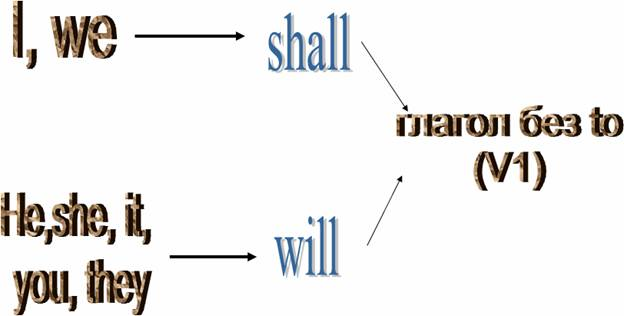 I, we
shall
глагол без to
(V1)
He,she, it,
you, they
will